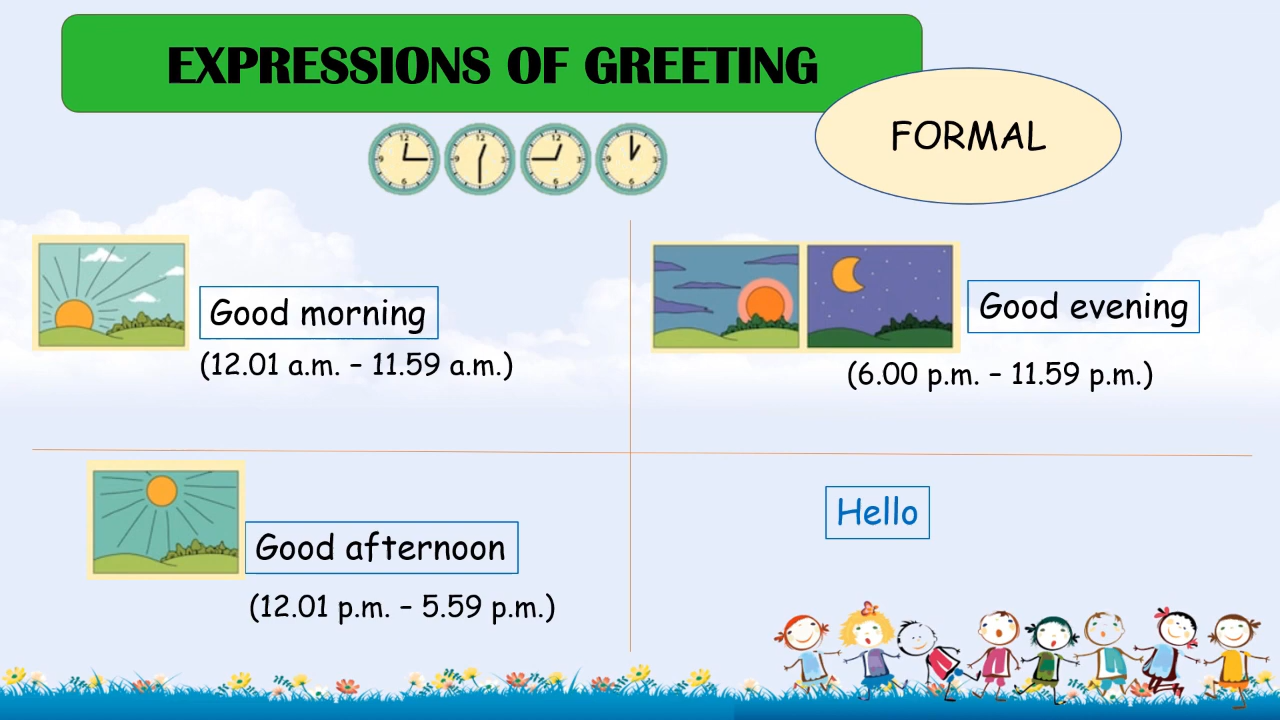 EXPRESSIONS OF GREETING
FORMAL
Good morning
(12.01 a.m. – 11.59 a.m.)
Good evening
(6.00 p.m. – 11.59 p.m.)
Good afternoon
(12.01 p.m. – 5.59 p.m.)
Hello